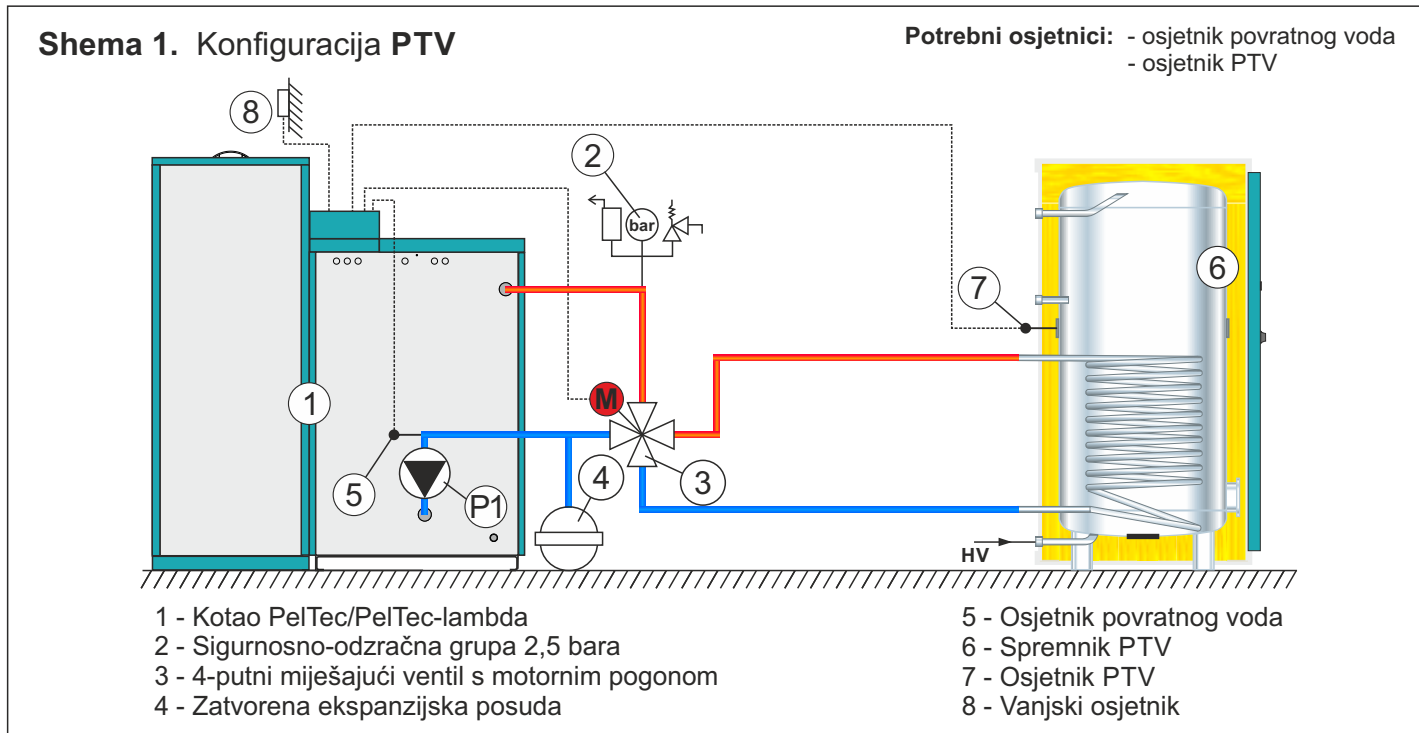 Shema 1. Konfiguracija PTV
Potrebni osjetnici: - osjetnik povratnog voda
- osjetnik PTV
8
2
bar
7
6
1
M
5
P1
4
3
HV
1 - Kotao PelTec/PelTec-lambda
2 - Sigurnosno-odzračna grupa 2,5 bara
3 - 4-putni miješajući ventil s motornim pogonom
4 - Zatvorena ekspanzijska posuda
5 - Osjetnik povratnog voda
6 - Spremnik PTV
7 - Osjetnik PTV
8 - Vanjski osjetnik